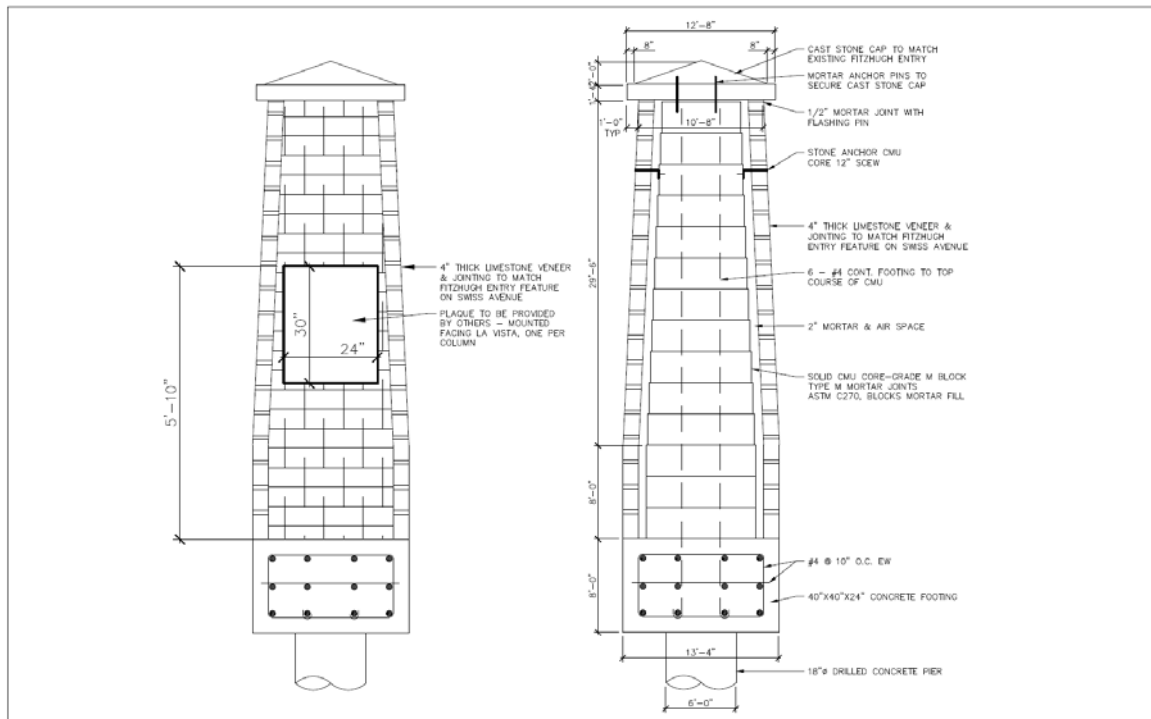 5'-10"
30"
24"
4" THICK LIMESTONE VENEER
& JOINTING TO MATCH
FITZHUGH ENTRY FEATURE
ON SWISS AVENUE
PLAQUE TO BE PROVIDED
BY OTHERS – MOUNTED
FACING LA VISTA, ONE PER
COLUMN
12'-8"
8"
8"
1'-0"
TYP
10'-8"
29'-6"
8'-0"
8'-0"
13'-4"
6'-0"
CAST STONE CAP TO MATCH
EXISTING FITZHUGH ENTRY
MORTAR ANCHOR PINS TO
SECURE CAST STONE CAP
1/2" MORTAR JOINT WITH
FLASHING PIN
STONE ANCHOR CMU
CORE 12" SCEW
4" THICK LIMESTONE VENEER &
JOINTING TO MATCH FITZHUGH
ENTRY FEATURE ON SWISS AVENUE
6 – #4 CONT. FOOTING TO TOP
COURSE OF CMU
2" MORTAR & AIR SPACE
SOLID CMU CORE-GRADE M BLOCK
TYPE M MORTAR JOINTS
ASTM C270, BLOCKS MORTAR FILL
#4 @ 10" O.C. EW
40"X40"X24" CONCRETE FOOTING
18"ø DRILLED CONCRETE PIER